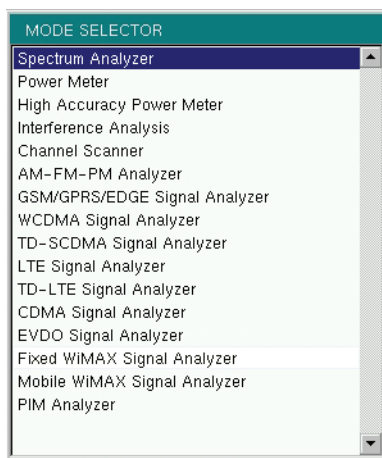 MODE SELECTOR
Spectrum Analyzer
Power Meter
High Accuracy Power Meter
Interference Analysis
Channel Scanner
AM-FM-PM Analyzer
GSM/GPRS/EDGE Signal Analyzer
WCDMA Signal Analyzer
TD-SCDMA Signal Analyzer
LTE Signal Analyzer
TD-LTE Signal Analyzer
CDMA Signal Analyzer
EVDO Signal Analyzer
Fixed WiMAX Signal Analyzer
Mobile WiMAX Signal Analyzer
PIM Analyzer